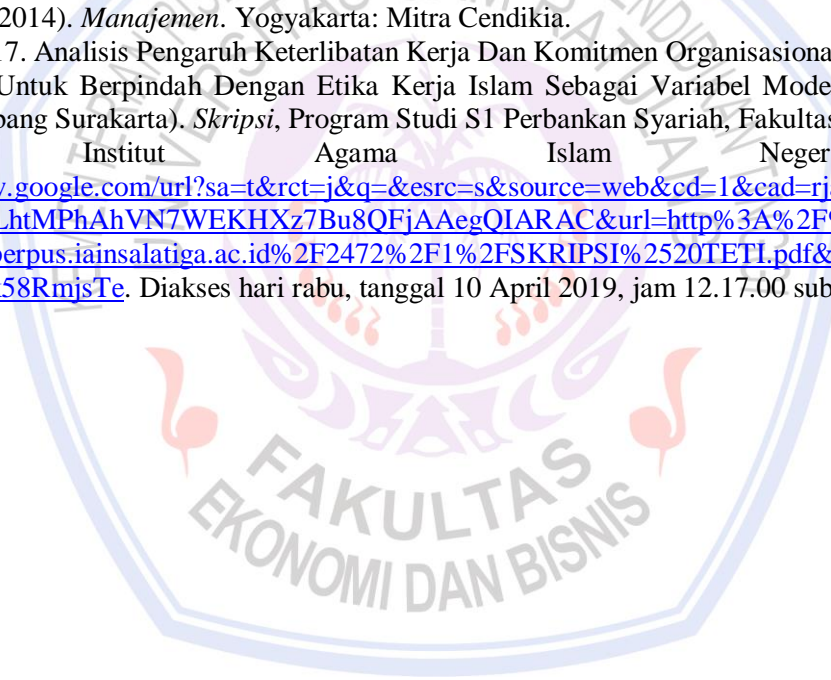 2014). Manajemen. Yogyakarta: Mitra Cendikia.
17. Analisis Pengaruh Keterlibatan Kerja Dan Komitmen Organisasiona
Untuk Berpindah Dengan Etika Kerja Islam Sebagai Variabel Mode
bang Surakarta). Skripsi, Program Studi S1 Perbankan Syariah, Fakultas
Institut Agama Islam Neger
.google.com/url?sa=t&rct=j&q=&esrc=s&source=web&cd=1&cad=rj
LhtMPhAhVN7WEKHXz7Bu8QFjAAegQIARAC&url=http%3A%2F
perpus.iainsalatiga.ac.id%2F2472%2F1%2FSKRIPSI%2520TETI.pdf&
58RmjsTe. Diakses hari rabu, tanggal 10 April 2019, jam 12.17.00 sub
FAKULTAS
EKONOMI DAN BISNIS